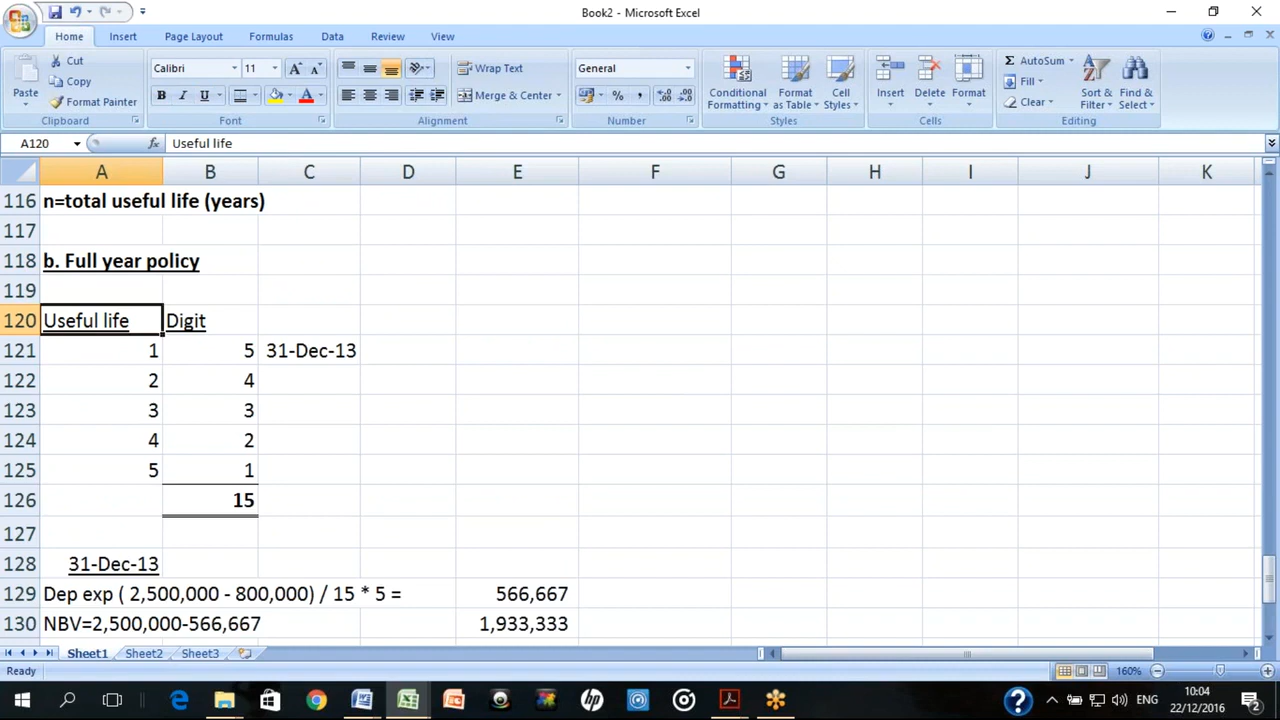 Book2 - Microsoft Excel
Home Insert Page Layout Formulas Data Review View
Paste
Cut
Copy
Format Painter
Clipboard
Calibri 11
B I U
Font
Wrap Text
Merge & Center
Alignment
General
Number
Conditional Formatting
Format as Table
Cell Styles
Styles
Insert
Delete
Format
Cells
Σ AutoSum
Fill
Clear
Sort & Filter
Find & Select
Editing
A120 fx Useful life
A B C D E F G H I J K
116 n=total useful life (years)
117
118 b. Full year policy
119
120 Useful life Digit
121 1 5 31-Dec-13
122 2 4
123 3 3
124 4 2
125 5 1
126 15
127
128 31-Dec-13
129 Dep exp ( 2,500,000 - 800,000) / 15 * 5 = 566,667
130 NBV=2,500,000-566,667 1,933,333
Sheet1 Sheet2 Sheet3
Ready 160%
ENG 10:04
22/12/2016